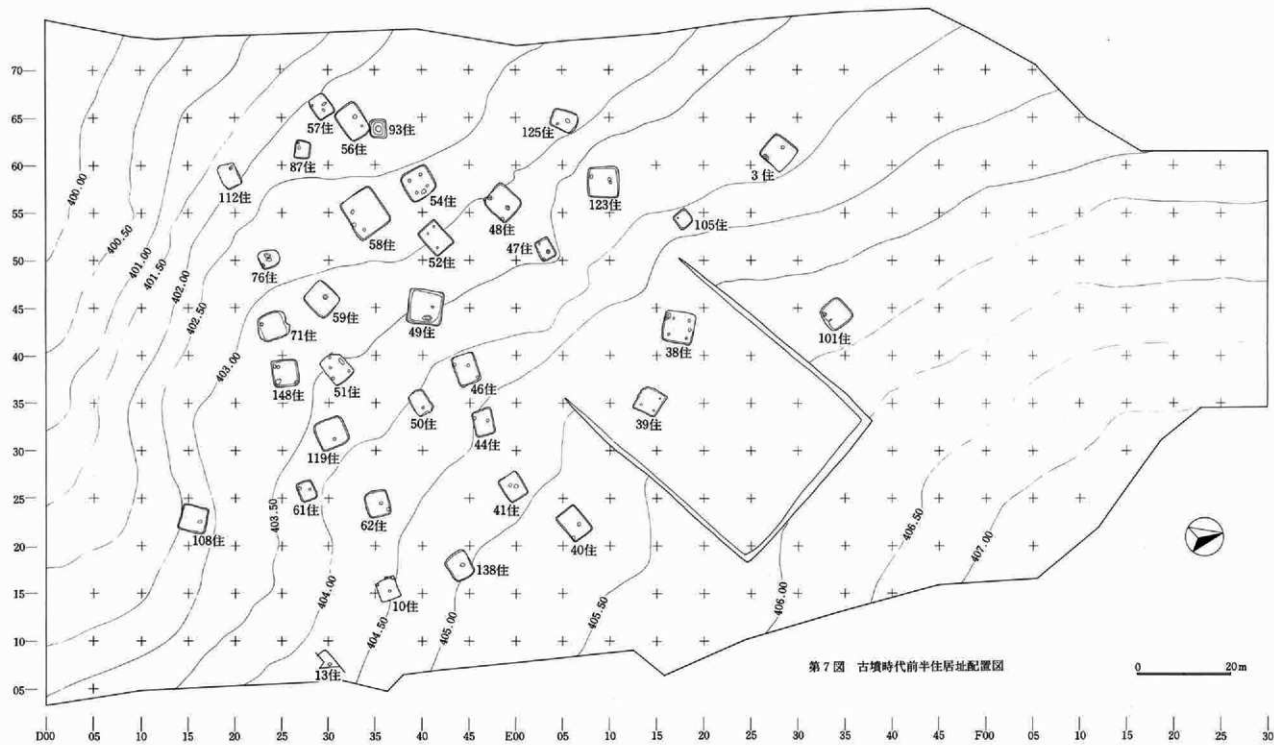 70
65
60
55
50
45
40
35
30
25
20
15
10
05
D00 05 10 15 20 25 30 35 40 45 E00 05 10 15 20 25 30 35 40 45 F00 05 10 15 20 25 30
57住
56住
93住
87住
112住
125住
3住
54住
123住
58住
48住
105住
52住
47住
76住
59住
49住
71住
38住
101住
148住
51住
46住
50住
39住
119住
44住
61住
62住
41住
108住
40住
138住
10住
13住
400.00
400.50
401.00
401.50
402.00
402.50
403.00
403.50
404.00
404.50
405.00
405.50
406.00
406.50
407.00
第7図 古墳時代前半住居址配置図
0 20m